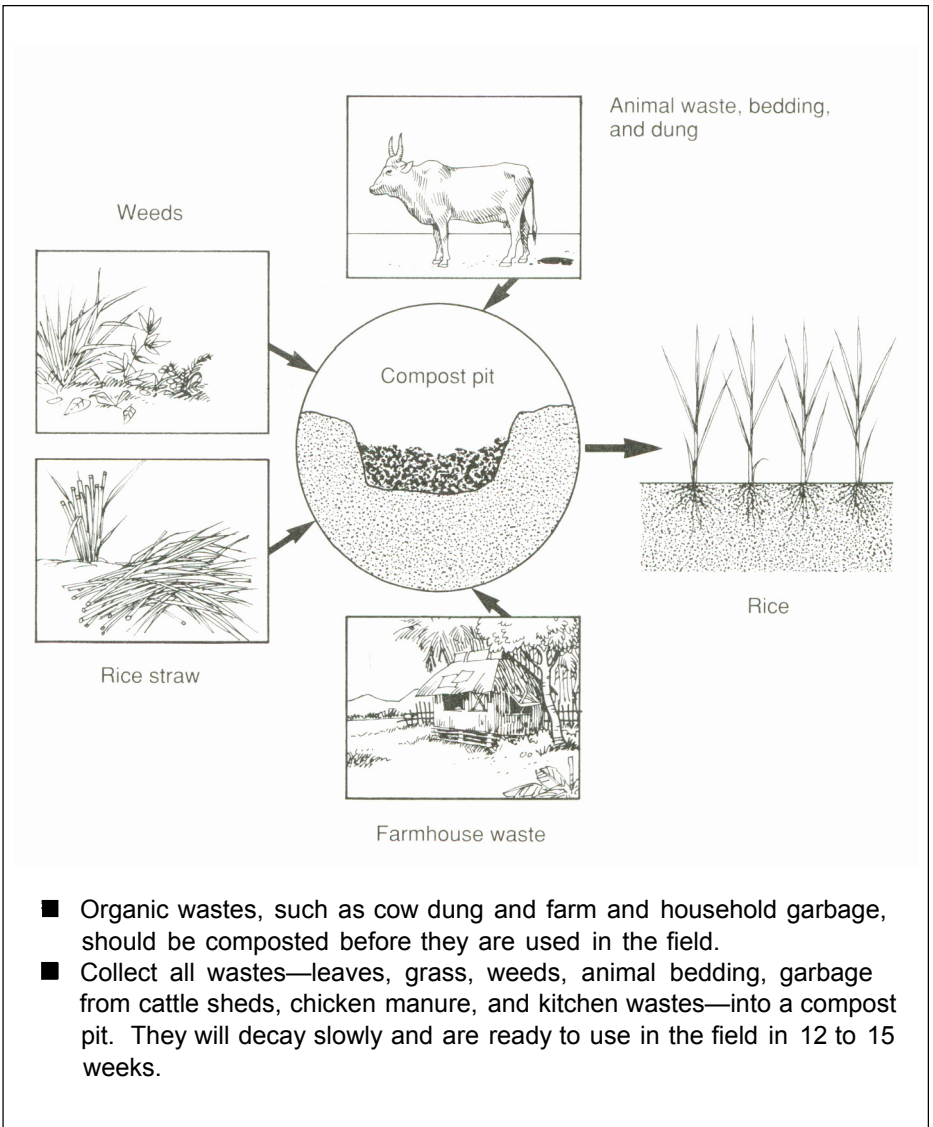 Animal waste, bedding,
and dung
Weeds
Compost pit
Rice straw
Rice
Farmhouse waste
■ Organic wastes, such as cow dung and farm and household garbage,
should be composted before they are used in the field.
■ Collect all wastes—leaves, grass, weeds, animal bedding, garbage
from cattle sheds, chicken manure, and kitchen wastes—into a compost
pit. They will decay slowly and are ready to use in the field in 12 to 15
weeks.